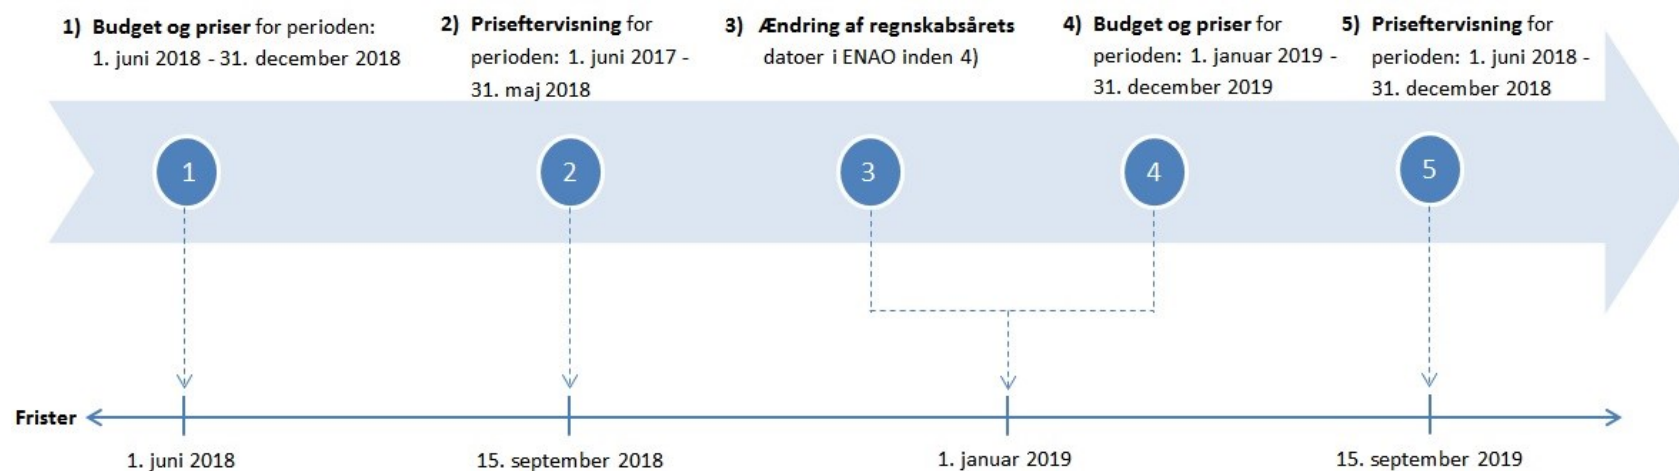 1) Budget og priser for perioden:
1. juni 2018 - 31. december 2018
2) Priseftervisning for
perioden: 1. juni 2017 -
31. maj 2018
3) Ændring af regnskabsårets
datoer i ENAO inden 4)
4) Budget og priser for
perioden: 1. januar 2019 -
31. december 2019
5) Priseftervisning for
perioden: 1. juni 2018 -
31. december 2018
1
2
3
4
5
Frister
1. juni 2018
15. september 2018
1. januar 2019
15. september 2019